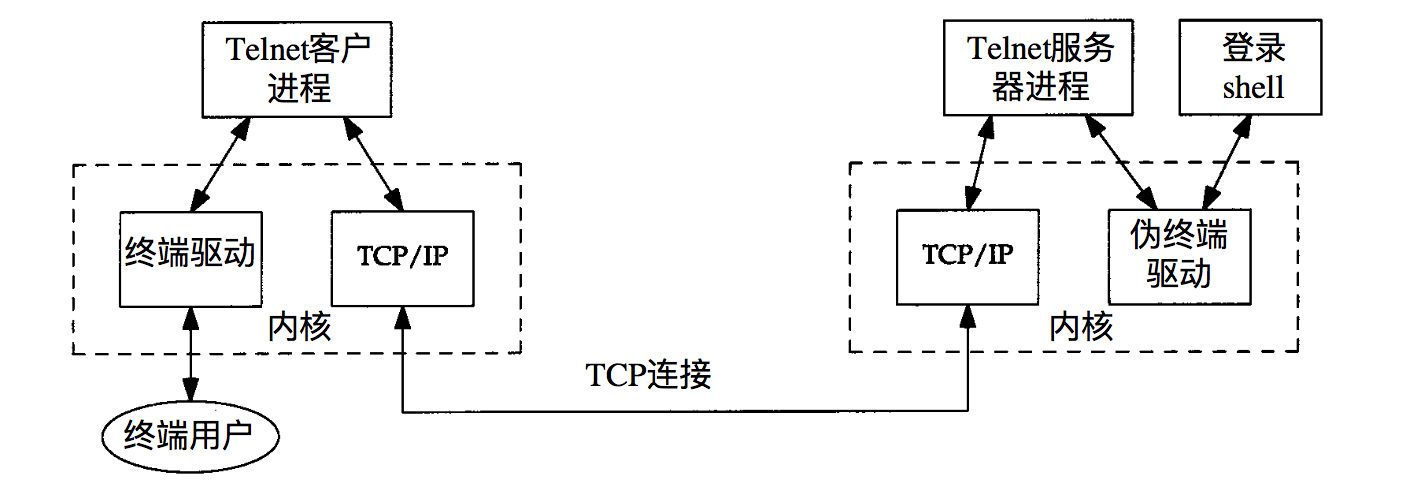 Telnet客户
进程
Telnet服务
器进程
登录
shell
终端驱动
TCP/IP
TCP/IP
伪终端
驱动
内核
内核
TCP连接
终端用户